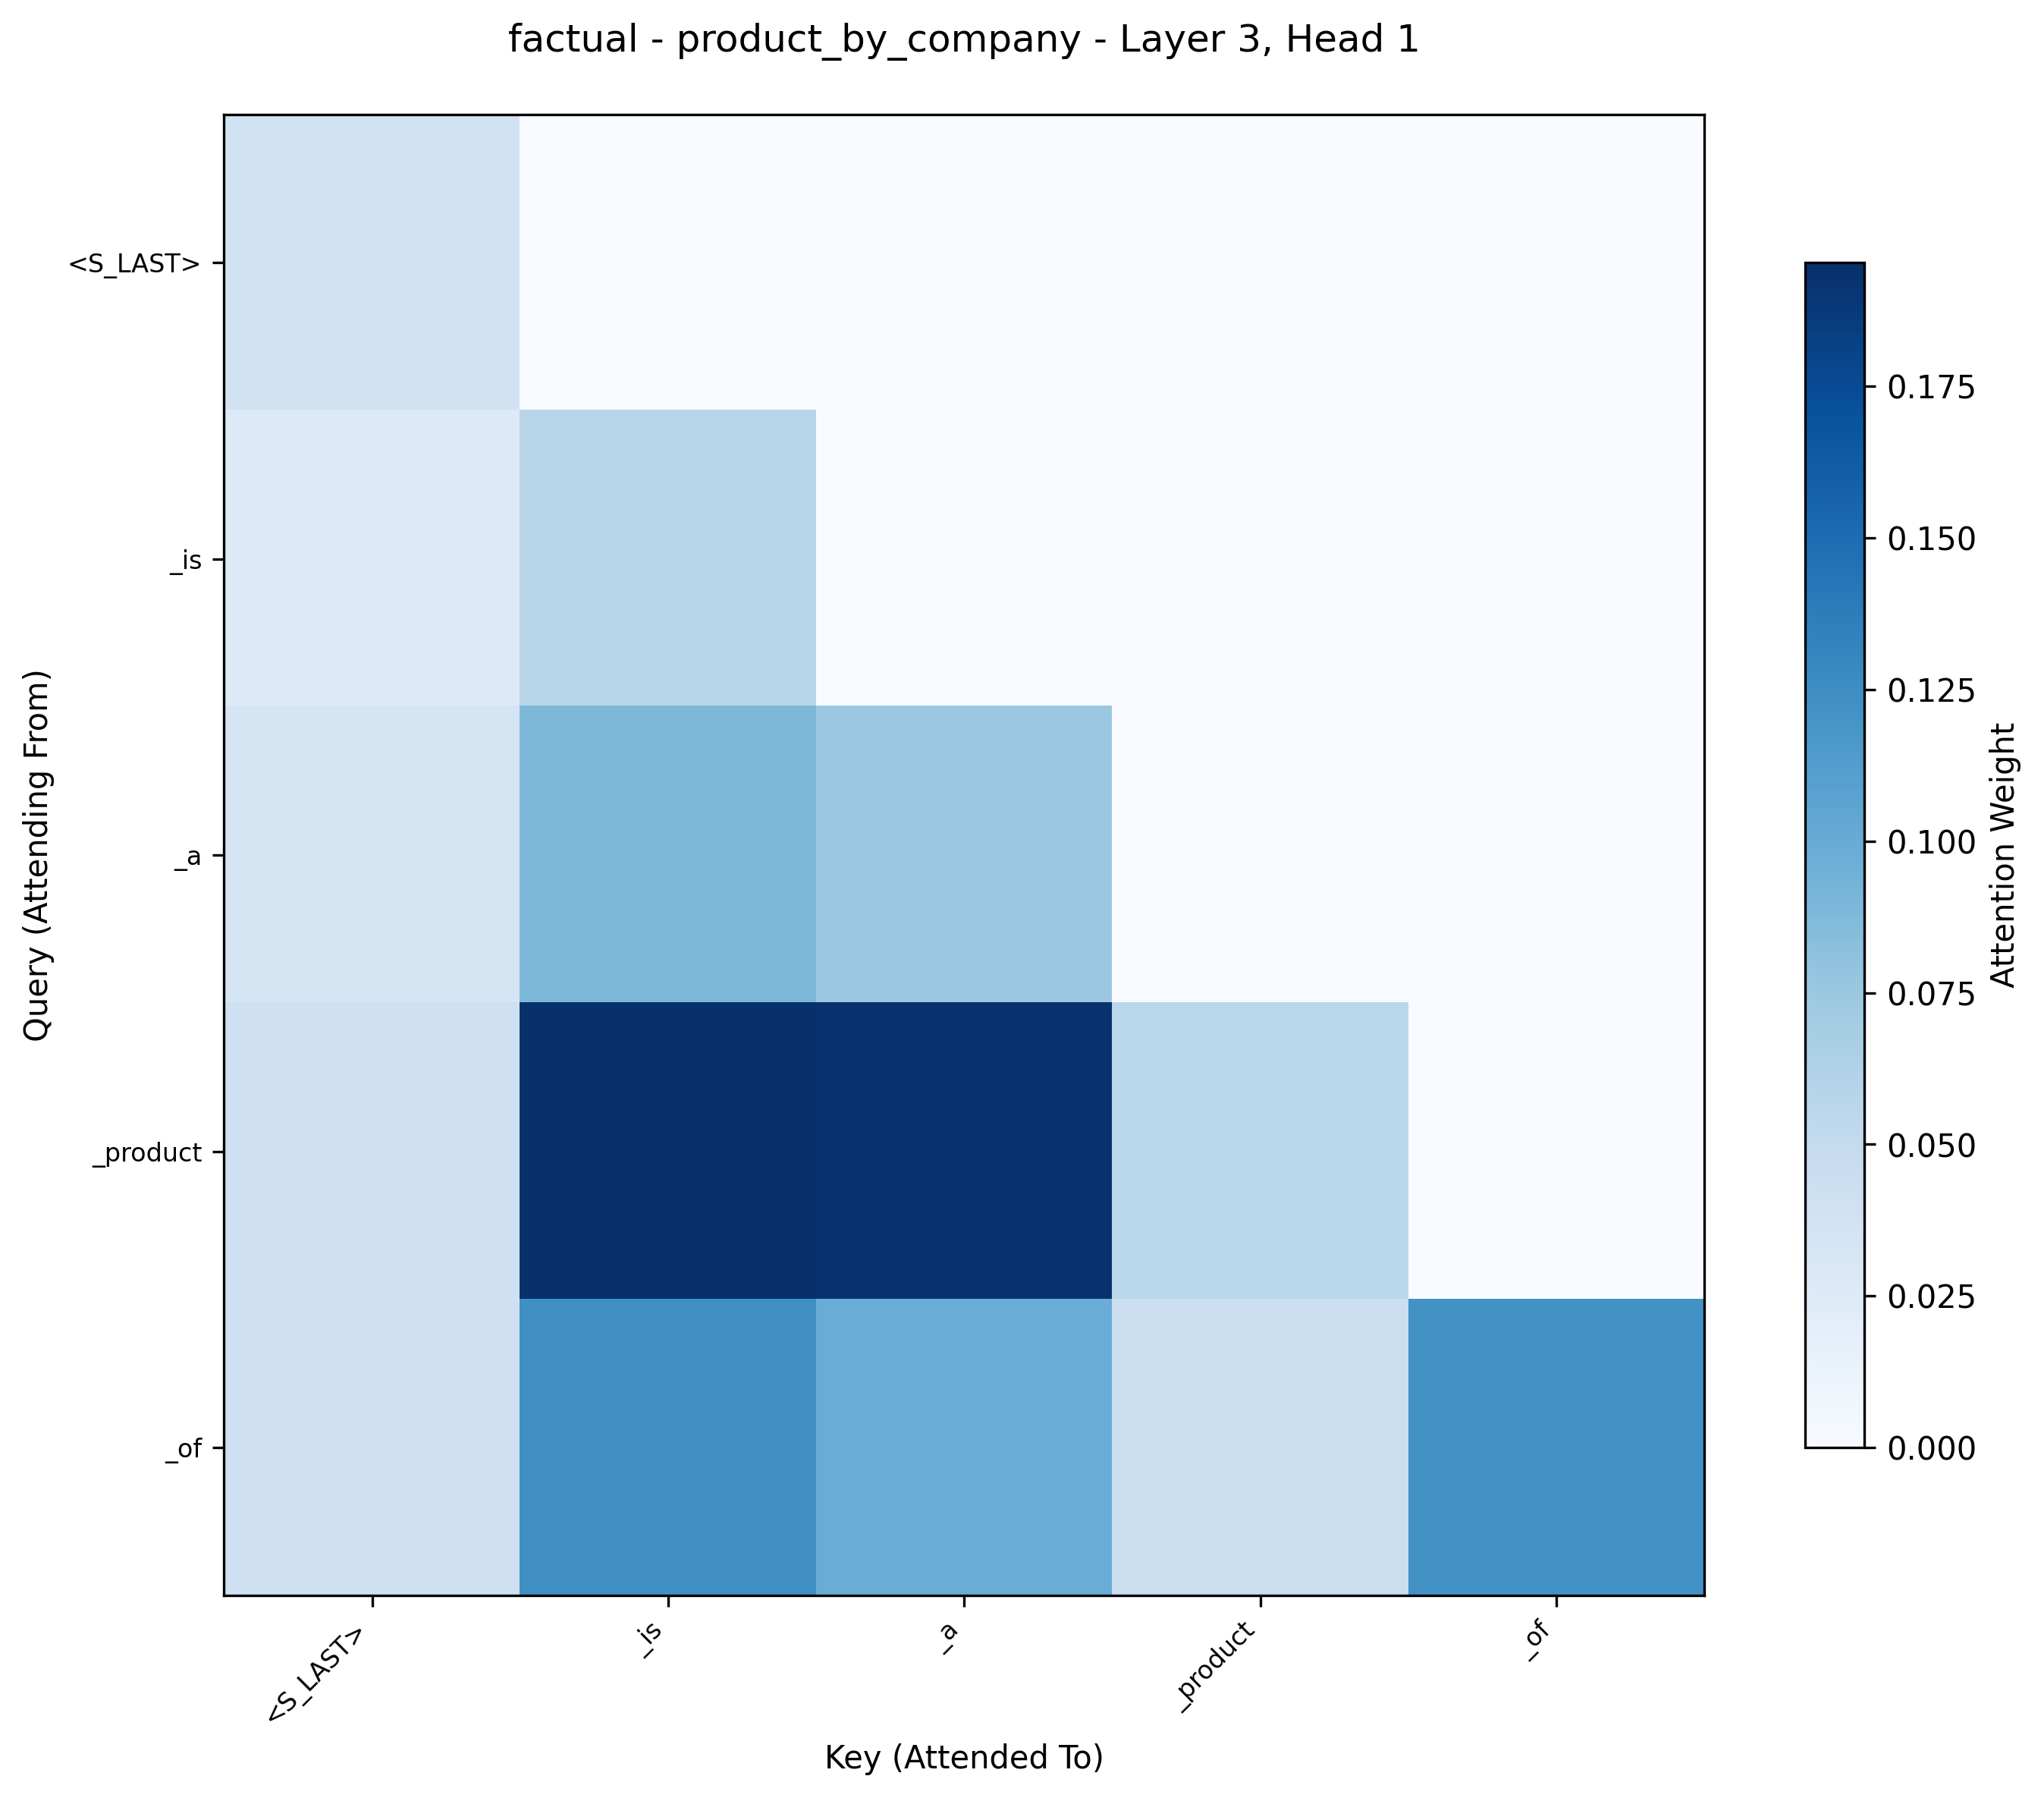 factual - product_by_company - Layer 3, Head 1
Query (Attending From)
<S_LAST>
_is
_a
_product
_of
<S_LAST>
_is
_a
_product
_of
Key (Attended To)
0.175
0.150
0.125
0.100
0.075
0.050
0.025
0.000
Attention Weight